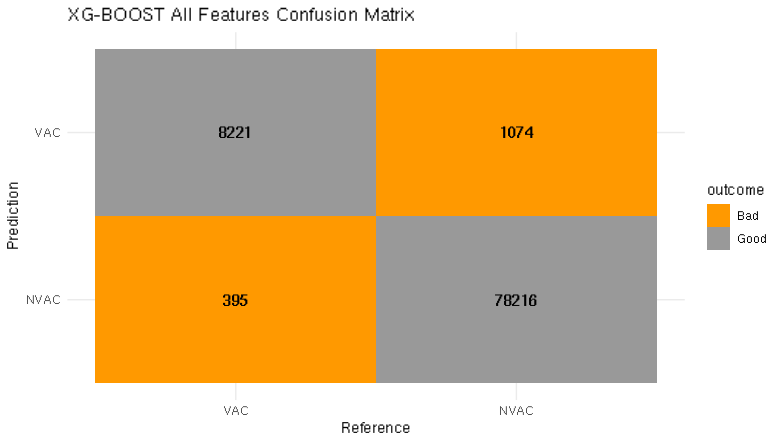 XG-BOOST All Features Confusion Matrix
VAC
8221
1074
Prediction
outcome
Bad
Good
NVAC
395
78216
VAC
NVAC
Reference